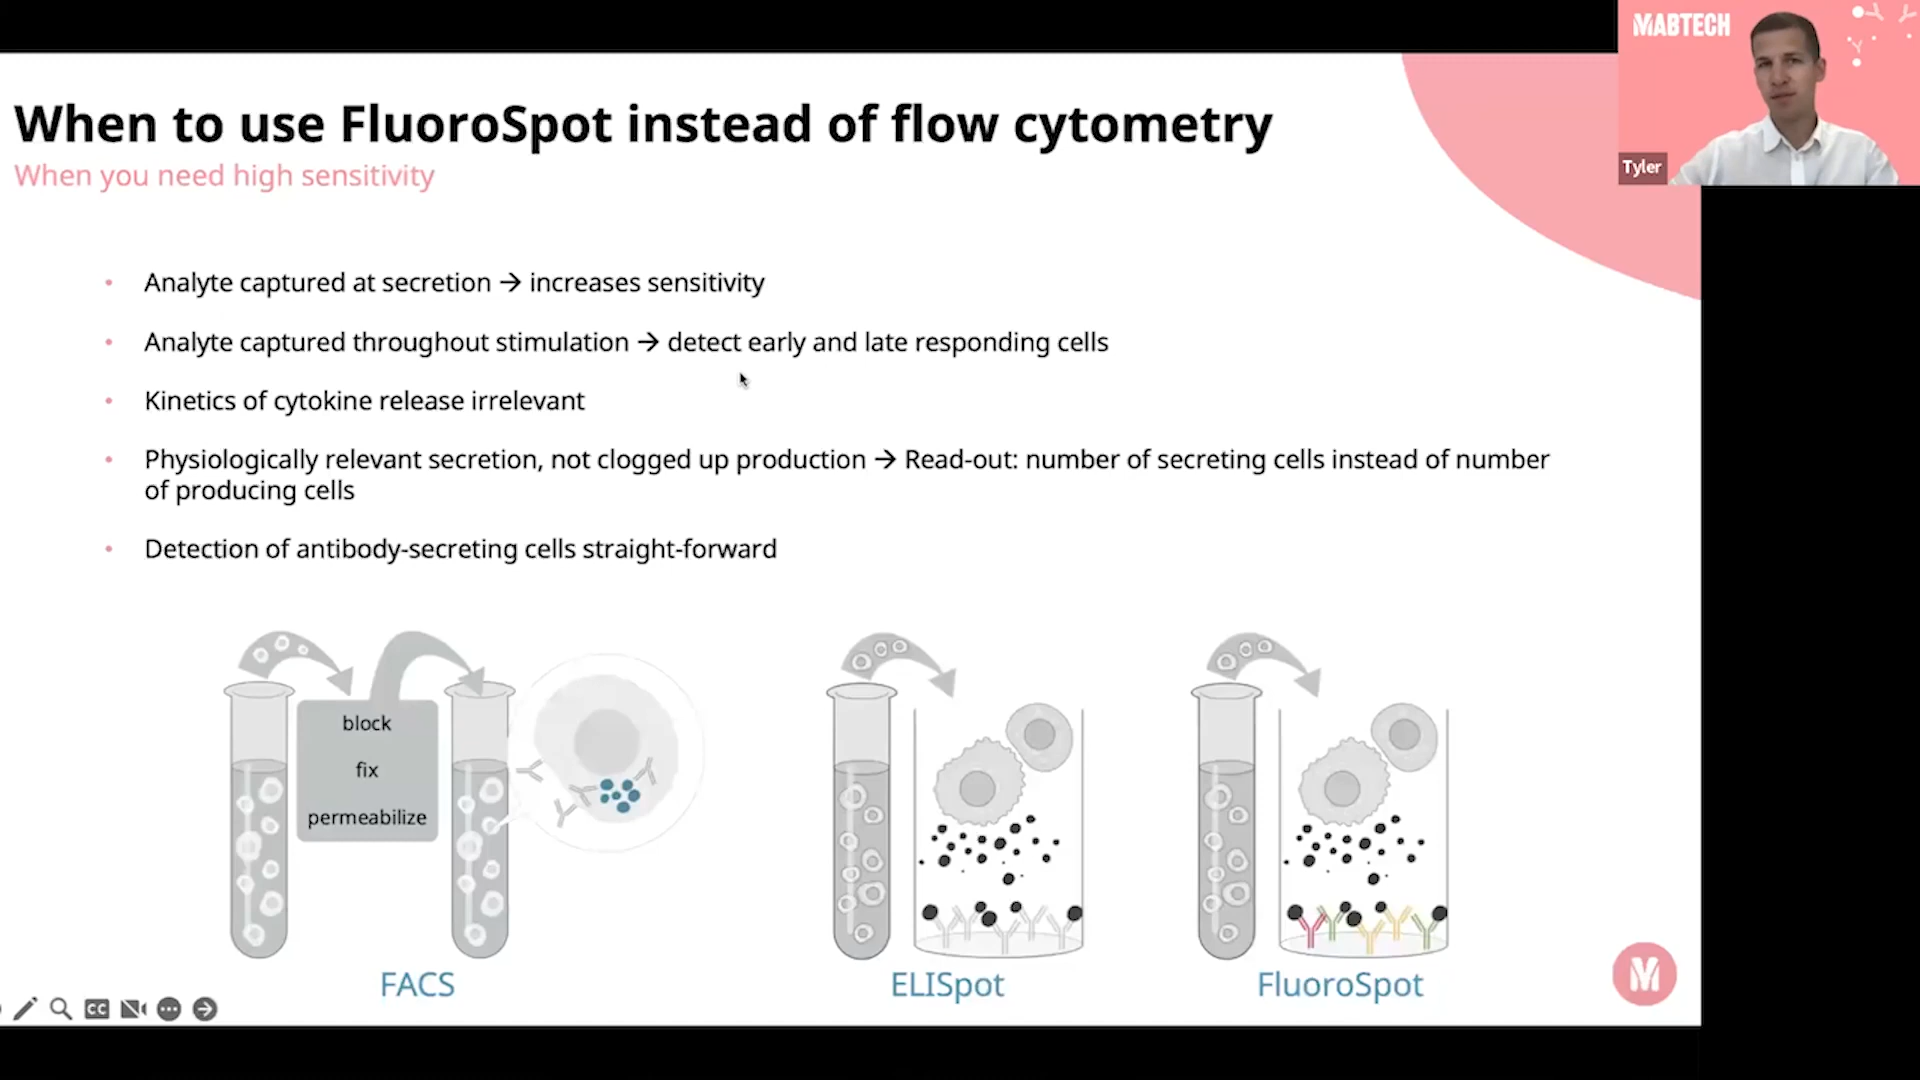 MABTECH
Tyler
When to use FluoroSpot instead of flow cytometry
When you need high sensitivity
• Analyte captured at secretion → increases sensitivity
• Analyte captured throughout stimulation → detect early and late responding cells
• Kinetics of cytokine release irrelevant
• Physiologically relevant secretion, not clogged up production → Read-out: number of secreting cells instead of number
of producing cells
• Detection of antibody-secreting cells straight-forward
block
fix
permeabilize
FACS
ELISpot
FluoroSpot
M
CC